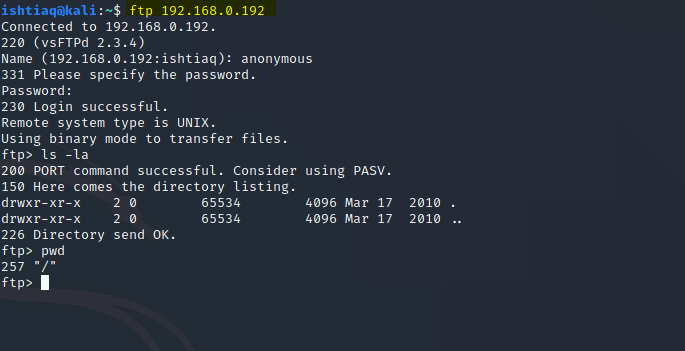 ishtiaq@kali:~$ ftp 192.168.0.192
Connected to 192.168.0.192.
220 (vsFTPd 2.3.4)
Name (192.168.0.192:ishtiaq): anonymous
331 Please specify the password.
Password:
230 Login successful.
Remote system type is UNIX.
Using binary mode to transfer files.
ftp> ls -la
200 PORT command successful. Consider using PASV.
150 Here comes the directory listing.
drwxr-xr-x    2 0        65534        4096 Mar 17  2010 .
drwxr-xr-x    2 0        65534        4096 Mar 17  2010 ..
226 Directory send OK.
ftp> pwd
257 "/"
ftp>